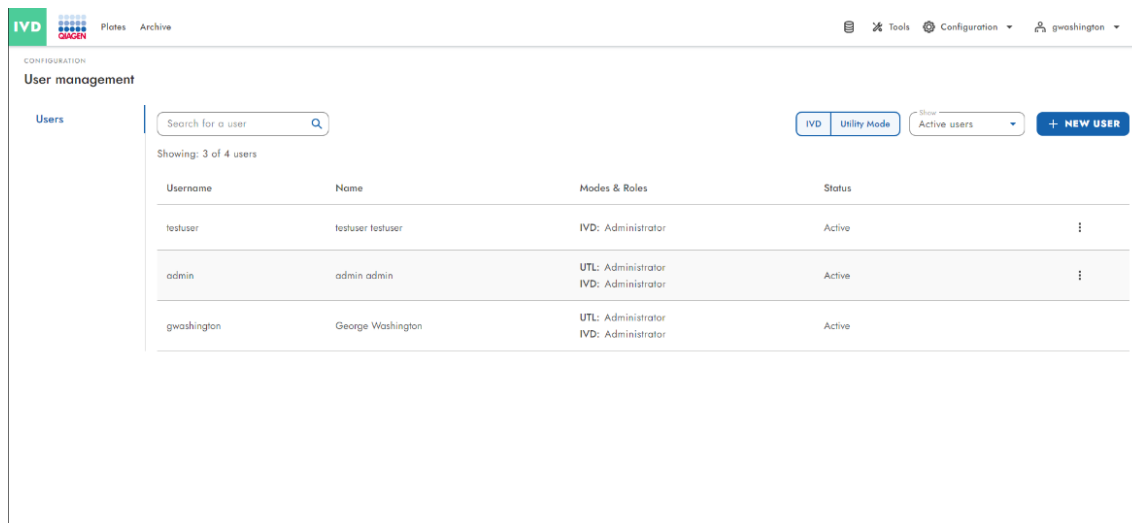 IVD QIAGEN Plates Archive Tools Configuration gwashington
CONFIGURATION
User management
Users
Search for a user
IVD Utility Mode
Show
Active users
+ NEW USER
Showing: 3 of 4 users
Username Name Modes & Roles Status
testuser testuser testuser IVD: Administrator Active
admin admin admin UTL: Administrator Active
IVD: Administrator
gwashington George Washington UTL: Administrator Active
IVD: Administrator